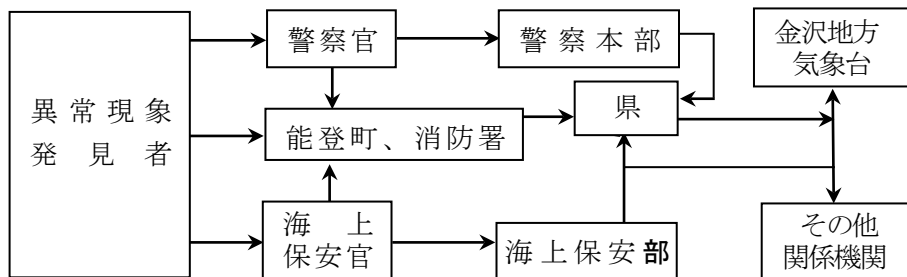 異常現象
発見者
警察官
警察本部
金沢地方
気象台
能登町、消防署
県
海上
保安官
海上保安部
その他
関係機関